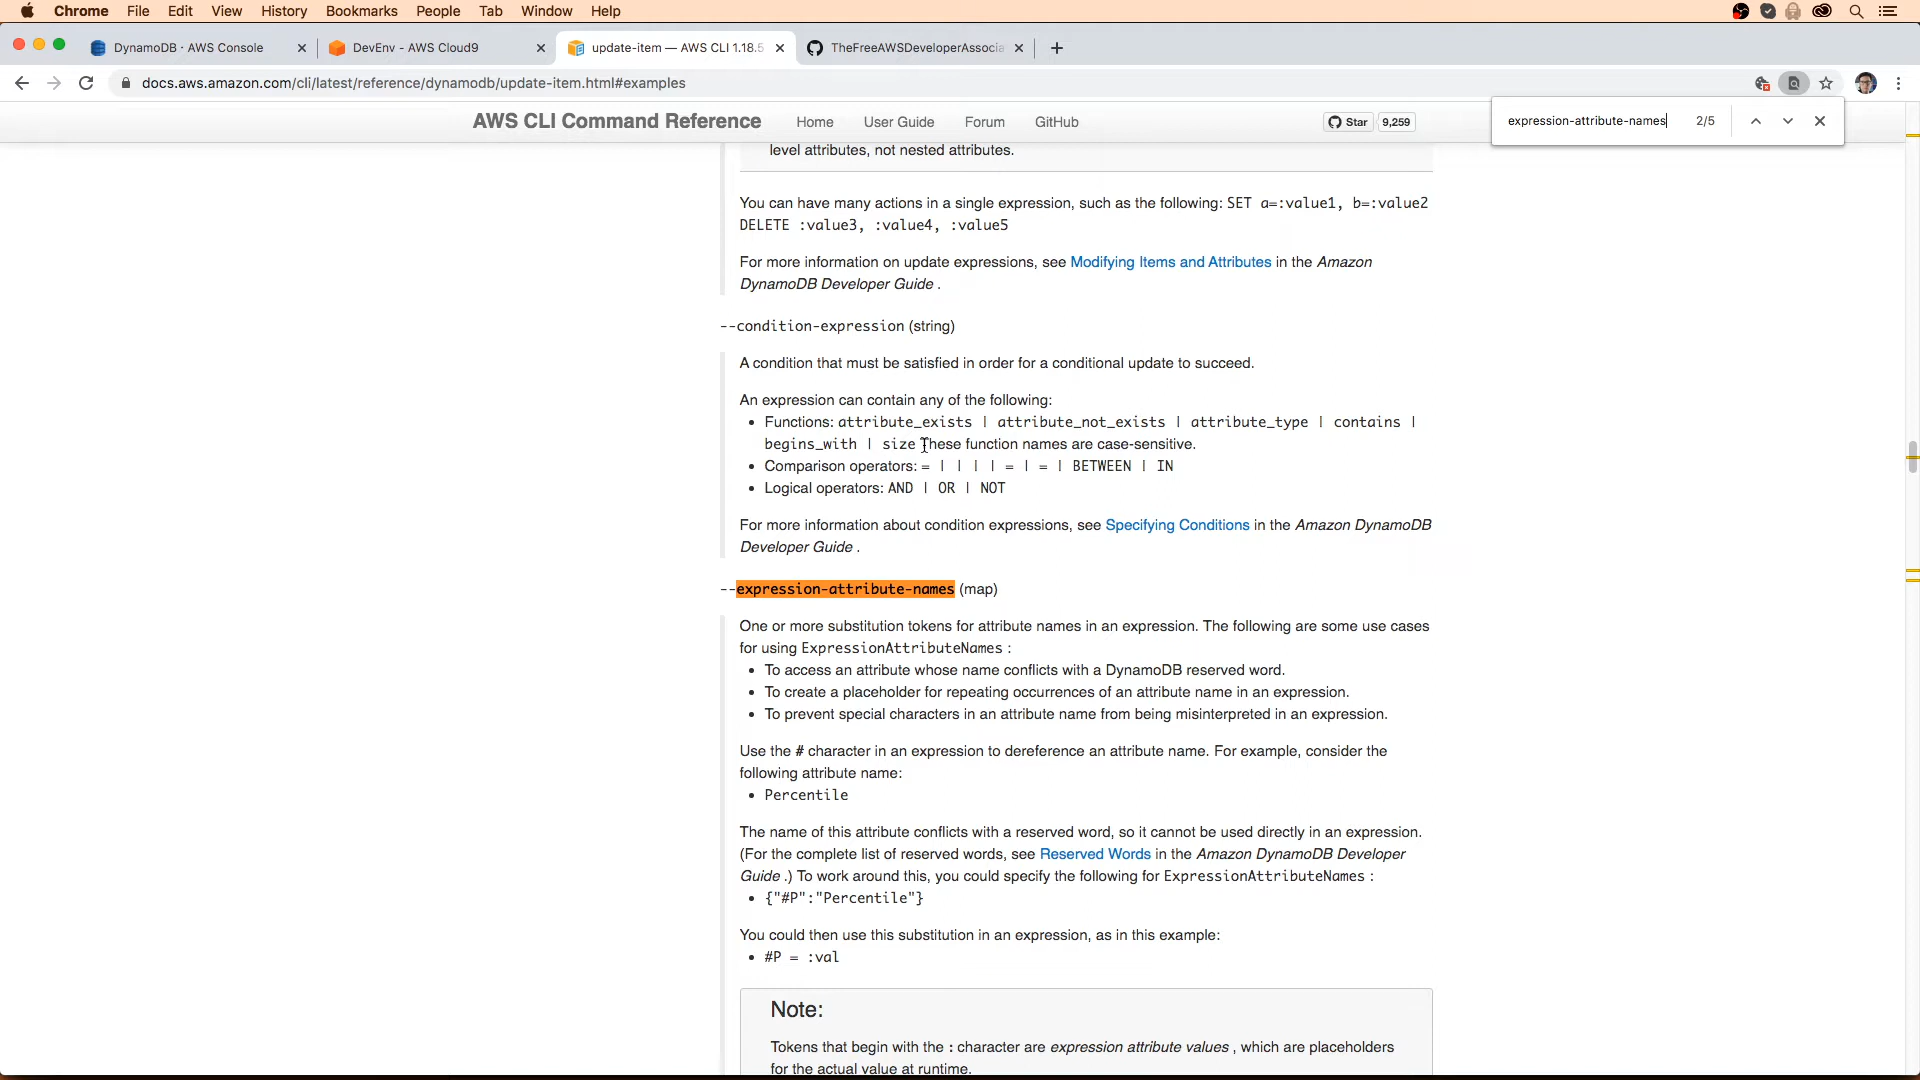 Chrome File Edit View History Bookmarks People Tab Window Help
DynamoDB · AWS Console
DevEnv - AWS Cloud9
update-item — AWS CLI 1.18.5
TheFreeAWSDeveloperAssocia
docs.aws.amazon.com/cli/latest/reference/dynamodb/update-item.html#examples
expression-attribute-names 2/5
AWS CLI Command Reference Home User Guide Forum GitHub Star 9,259
level attributes, not nested attributes.
You can have many actions in a single expression, such as the following: SET a=:value1, b=:value2
DELETE :value3, :value4, :value5
For more information on update expressions, see Modifying Items and Attributes in the Amazon
DynamoDB Developer Guide .
--condition-expression (string)
A condition that must be satisfied in order for a conditional update to succeed.
An expression can contain any of the following:
• Functions: attribute_exists | attribute_not_exists | attribute_type | contains |
begins_with | size These function names are case-sensitive.
• Comparison operators: = | | | | = | = | BETWEEN | IN
• Logical operators: AND | OR | NOT
For more information about condition expressions, see Specifying Conditions in the Amazon DynamoDB
Developer Guide .
--expression-attribute-names (map)
One or more substitution tokens for attribute names in an expression. The following are some use cases
for using ExpressionAttributeNames :
• To access an attribute whose name conflicts with a DynamoDB reserved word.
• To create a placeholder for repeating occurrences of an attribute name in an expression.
• To prevent special characters in an attribute name from being misinterpreted in an expression.
Use the # character in an expression to dereference an attribute name. For example, consider the
following attribute name:
• Percentile
The name of this attribute conflicts with a reserved word, so it cannot be used directly in an expression.
(For the complete list of reserved words, see Reserved Words in the Amazon DynamoDB Developer
Guide .) To work around this, you could specify the following for ExpressionAttributeNames :
• {"#P":"Percentile"}
You could then use this substitution in an expression, as in this example:
• #P = :val
Note:
Tokens that begin with the : character are expression attribute values , which are placeholders
for the actual value at runtime.